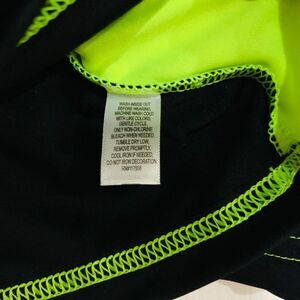 WASH INSIDE OUT
BEFORE WEARING.
MACHINE WASH COLD
WITH LIKE COLORS,
GENTLE CYCLE.
ONLY NON-CHLORINE
BLEACH WHEN NEEDED.
TUMBLE DRY LOW.
REMOVE PROMPTLY.
COOL IRON IF NEEDED.
DO NOT IRON DECORATION.